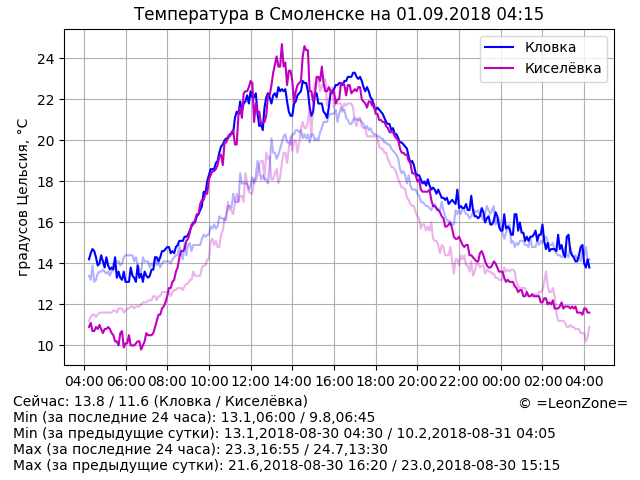 Температура в Смоленске на 01.09.2018 04:15
Кловка
Киселёвка
градусов Цельсия, °C
24
22
20
18
16
14
12
10
04:00 06:00 08:00 10:00 12:00 14:00 16:00 18:00 20:00 22:00 00:00 02:00 04:00
Сейчас: 13.8 / 11.6 (Кловка / Киселёвка)
© =LeonZone=
Min (за последние 24 часа): 13.1,06:00 / 9.8,06:45
Min (за предыдущие сутки): 13.1,2018-08-30 04:30 / 10.2,2018-08-31 04:05
Max (за последние 24 часа): 23.3,16:55 / 24.7,13:30
Max (за предыдущие сутки): 21.6,2018-08-30 16:20 / 23.0,2018-08-30 15:15